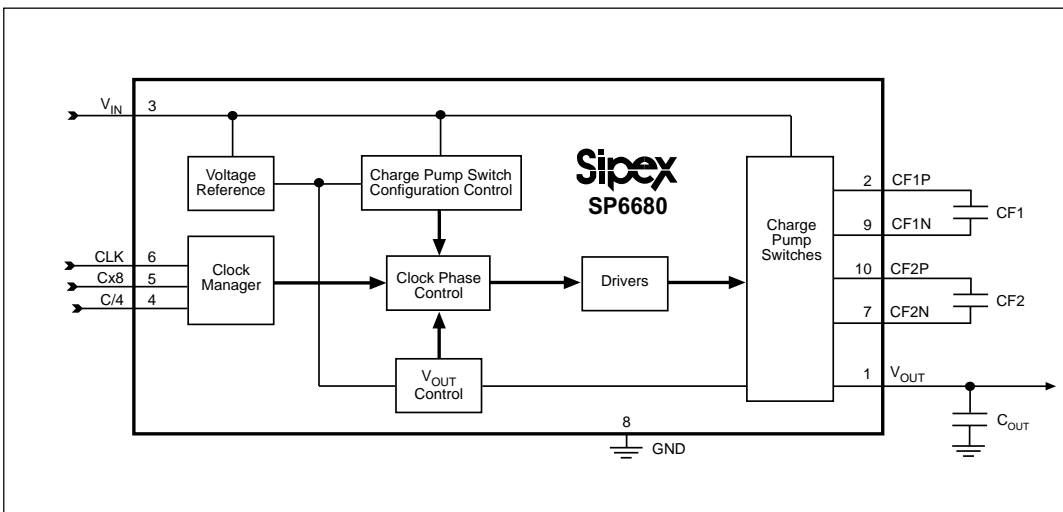 V_IN 3
Voltage
Reference
Charge Pump Switch
Configuration Control
Sipex
SP6680
Charge
Pump
Switches
2 CF1P
CF1
9 CF1N
10 CF2P
CF2
7 CF2N
CLK 6
Cx8 5
C/4 4
Clock
Manager
Clock Phase
Control
Drivers
V_OUT
Control
1 V_OUT
C_OUT
8
GND